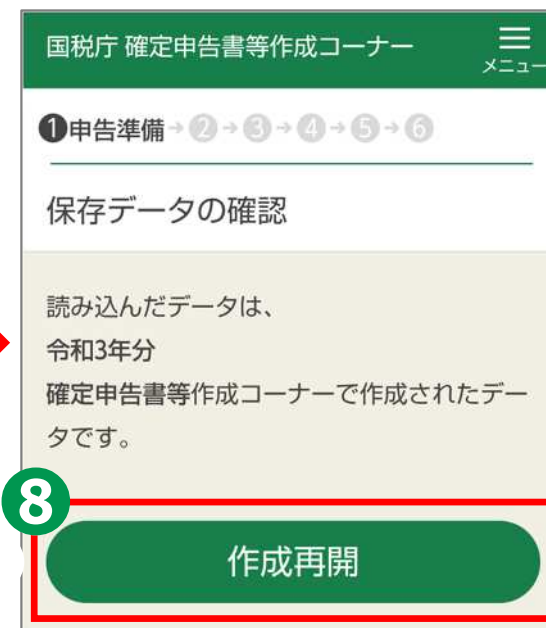 国税庁 確定申告書等作成コーナー
メニュー
❶申告準備→❷→❸→❹→❺→❻
保存データの確認
読み込んだデータは、
令和3年分
確定申告書等作成コーナーで作成されたデー
タです。
8
作成再開